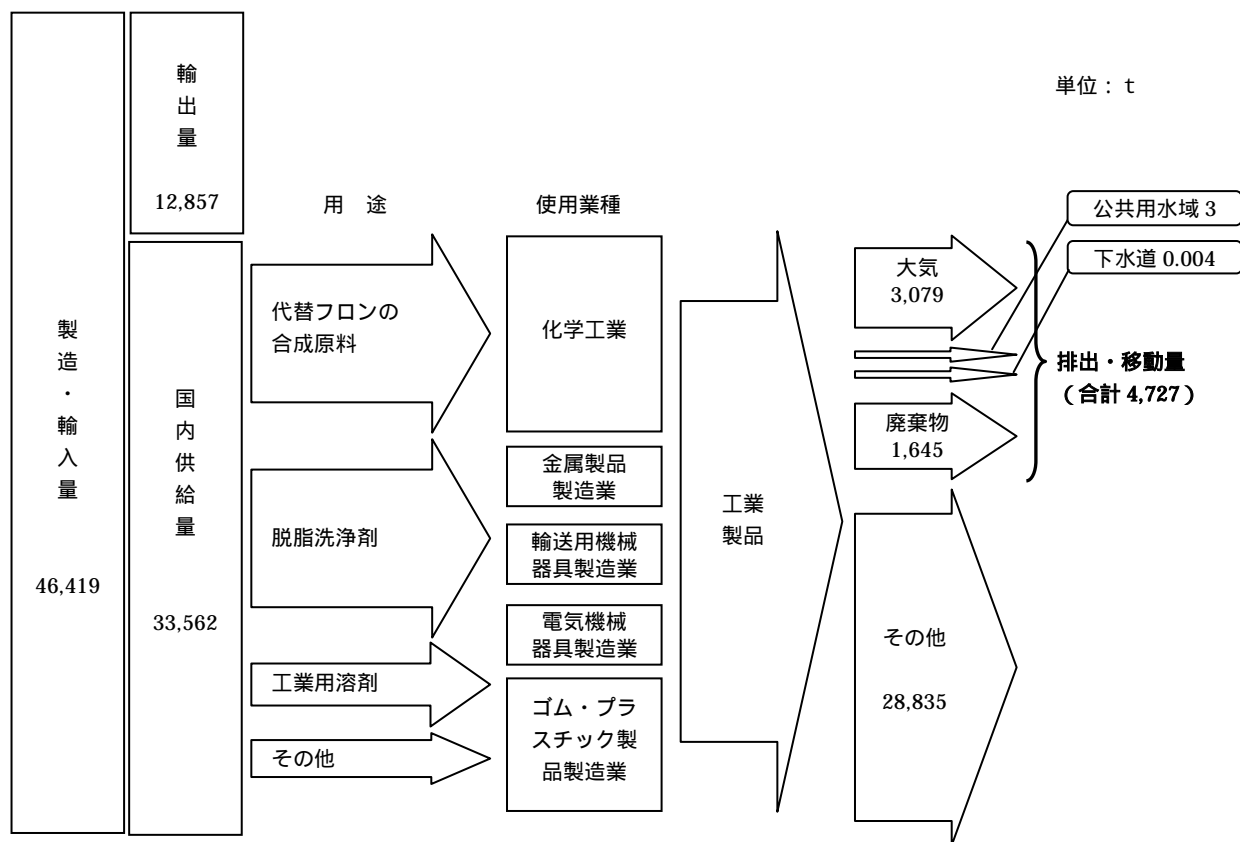 製造・輸入量
46,419
輸出量
12,857
国内供給量
33,562
単位：t
用　途
使用業種
代替フロンの
合成原料
脱脂洗浄剤
工業用溶剤
その他
化学工業
金属製品
製造業
輸送用機械
器具製造業
電気機械
器具製造業
ゴム・プラ
スチック製
品製造業
工業
製品
大気
3,079
廃棄物
1,645
その他
28,835
公共用水域 3
下水道 0.004
排出・移動量
（合計 4,727）